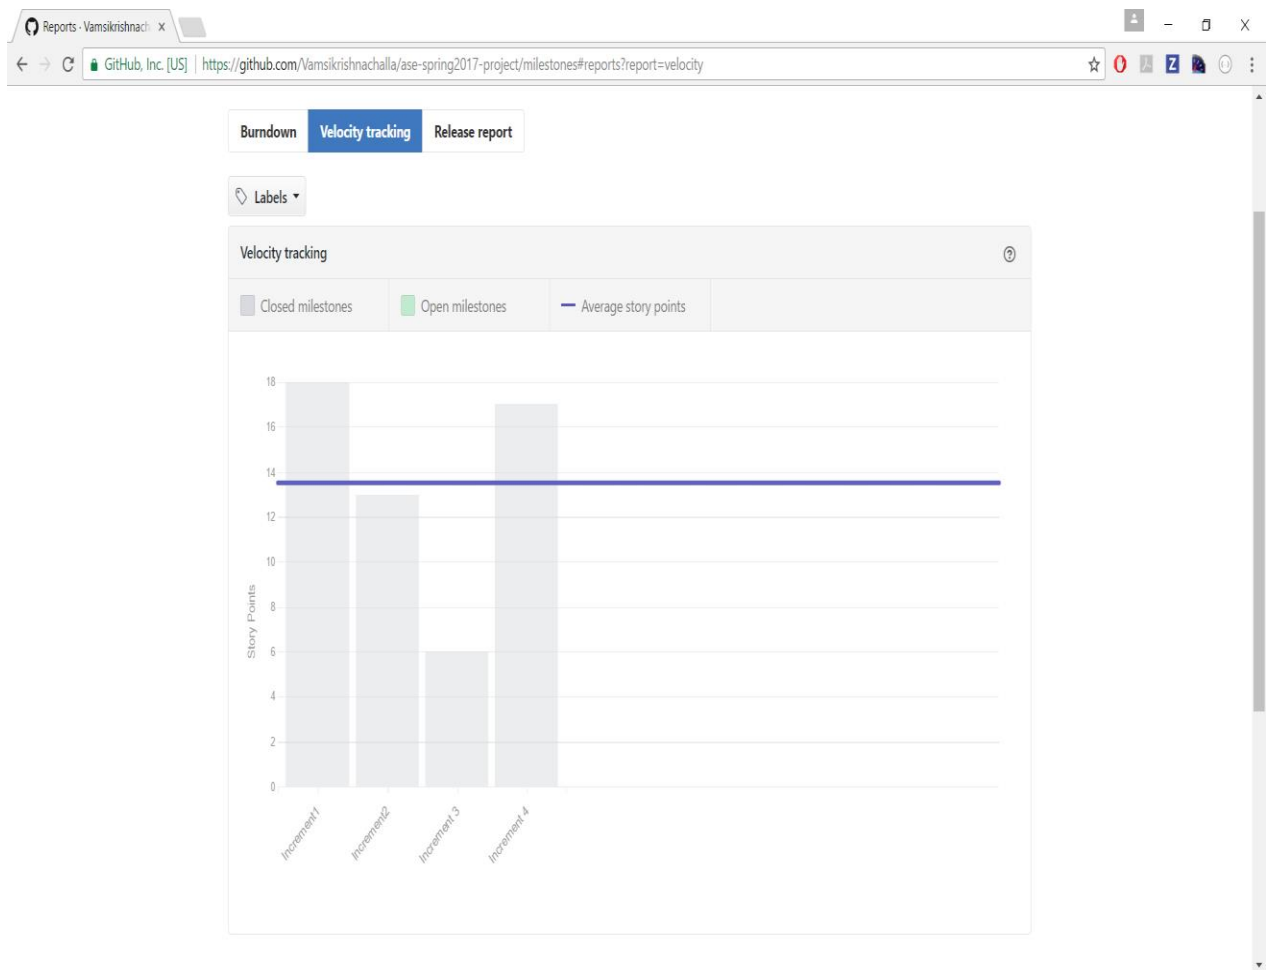 Reports · Vamsikrishnach
GitHub, Inc. [US] https://github.com/Vamsikrishnachalla/ase-spring2017-project/milestones#reports?report=velocity
Burndown Velocity tracking Release report
Labels
Velocity tracking
Closed milestones Open milestones Average story points
18
16
14
12
10
8
6
4
2
0
Story Points
Increment1 Increment2 Increment 3 Increment 4